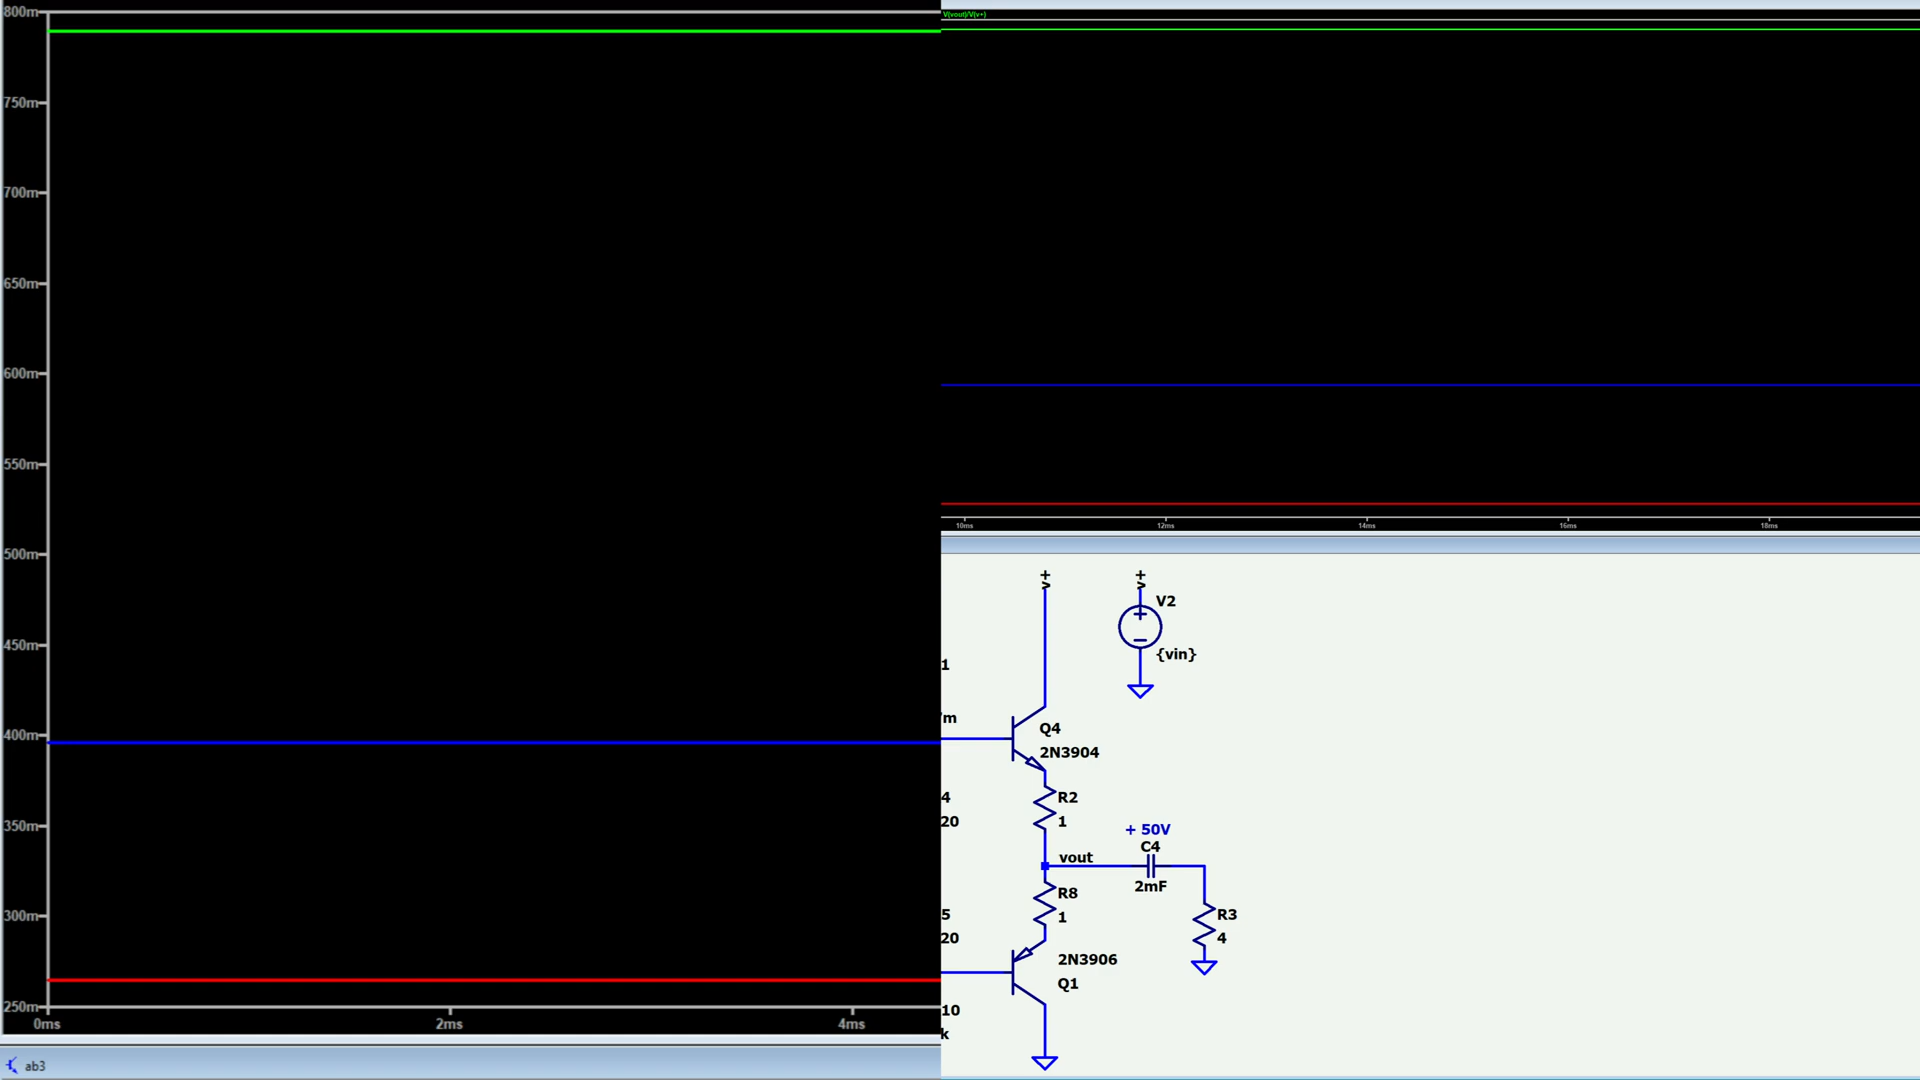 800m
750m
700m
650m
600m
550m
500m
450m
400m
350m
300m
250m
0ms
2ms
4ms
ab3
V(vout)/V(v+)
10ms
12ms
14ms
16ms
18ms
v+
v+
V2
{vin}
1
m
Q4
2N3904
4
20
R2
1
+ 50V
C4
vout
2mF
R8
1
5
20
R3
4
2N3906
Q1
10
k